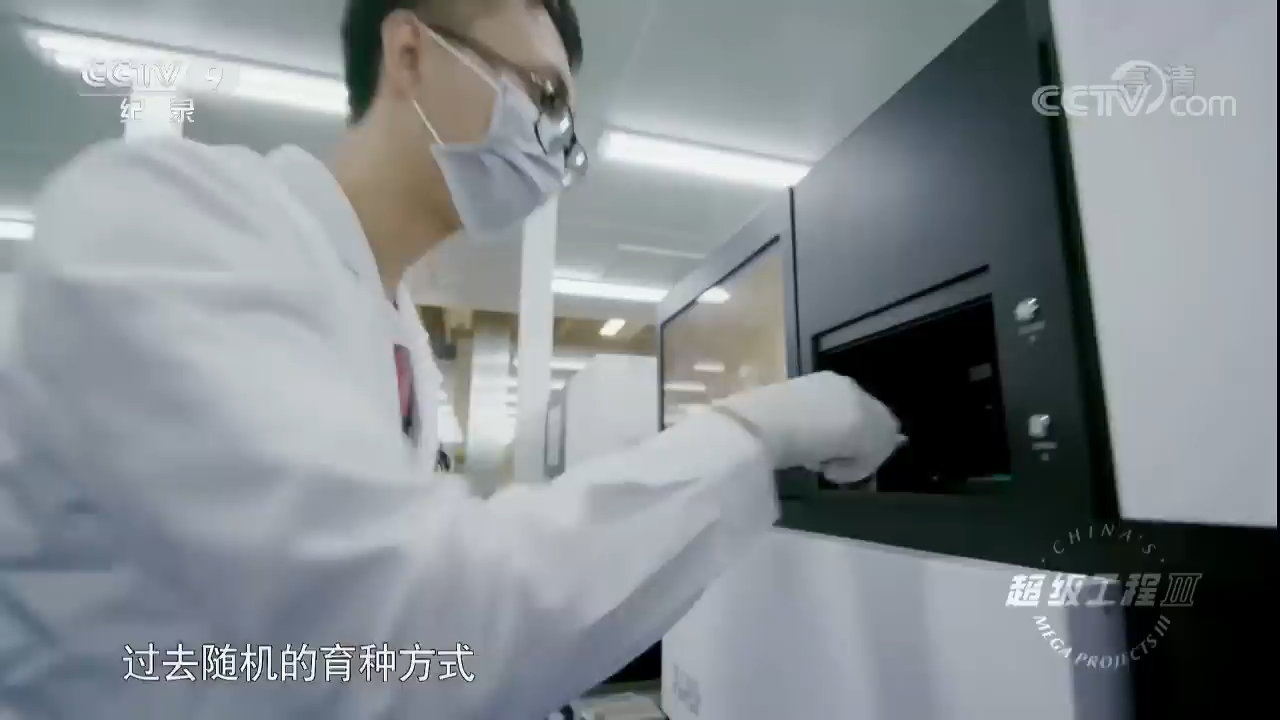 CCTV 9
纪录
高清
CCTV.com
CHINA'S
超级工程III
MEGA PROJECTS III
过去随机的育种方式